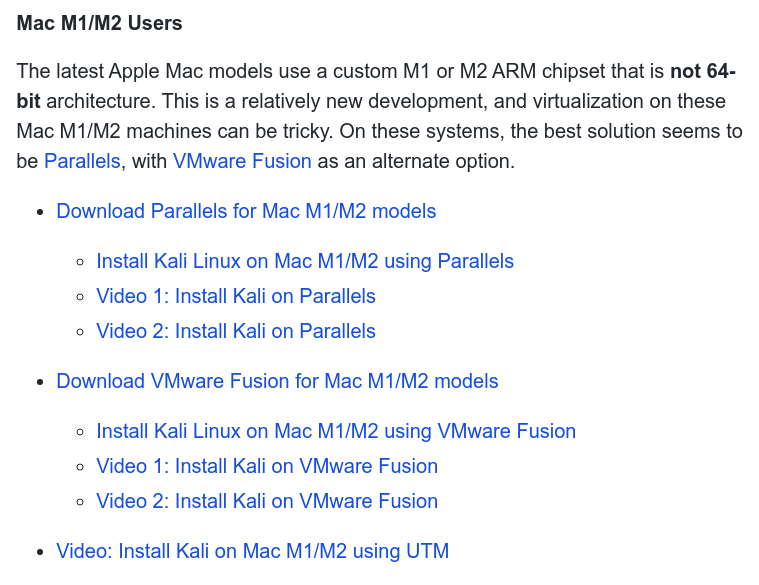 Mac M1/M2 Users
The latest Apple Mac models use a custom M1 or M2 ARM chipset that is not 64-
bit architecture. This is a relatively new development, and virtualization on these
Mac M1/M2 machines can be tricky. On these systems, the best solution seems to
be Parallels, with VMware Fusion as an alternate option.
Download Parallels for Mac M1/M2 models
Install Kali Linux on Mac M1/M2 using Parallels
Video 1: Install Kali on Parallels
Video 2: Install Kali on Parallels
Download VMware Fusion for Mac M1/M2 models
Install Kali Linux on Mac M1/M2 using VMware Fusion
Video 1: Install Kali on VMware Fusion
Video 2: Install Kali on VMware Fusion
Video: Install Kali on Mac M1/M2 using UTM